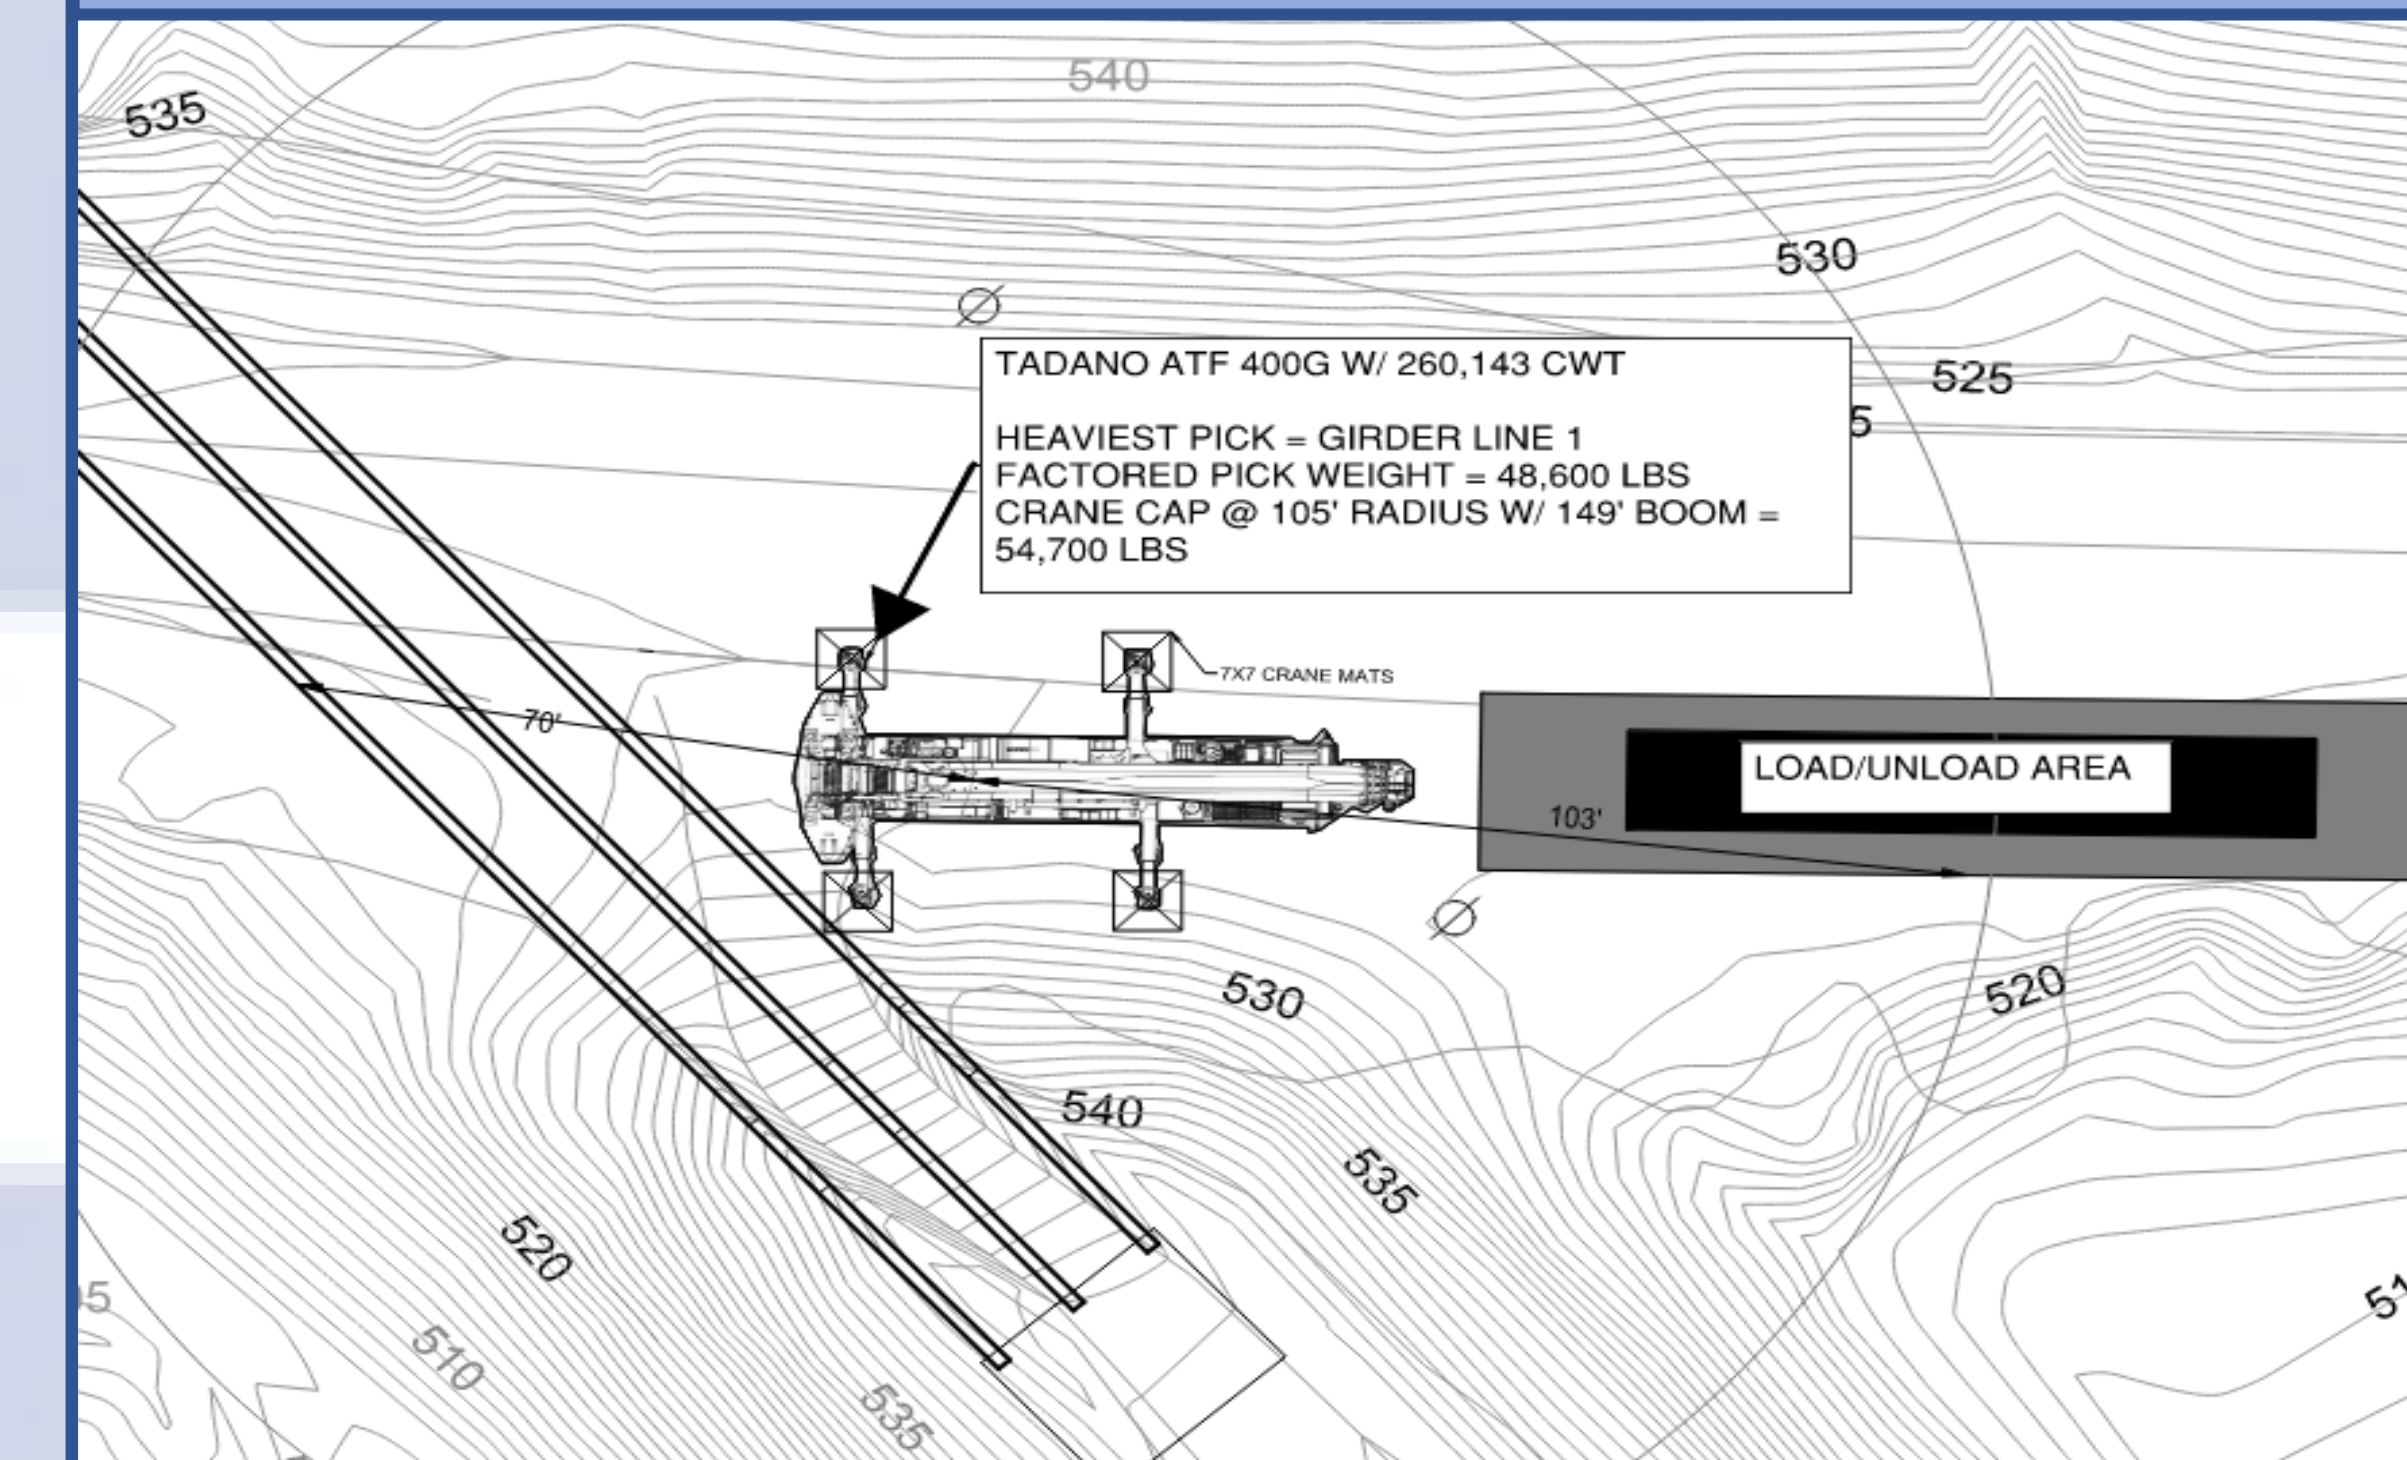 540
535
530
TADANO ATF 400G W/ 260,143 CWT
525
HEAVIEST PICK = GIRDER LINE 1
5
FACTORED PICK WEIGHT = 48,600 LBS
CRANE CAP @ 105' RADIUS W/ 149' BOOM =
54,700 LBS
7X7 CRANE MATS
70'
LOAD/UNLOAD AREA
103'
530
520
540
535
520
510
535